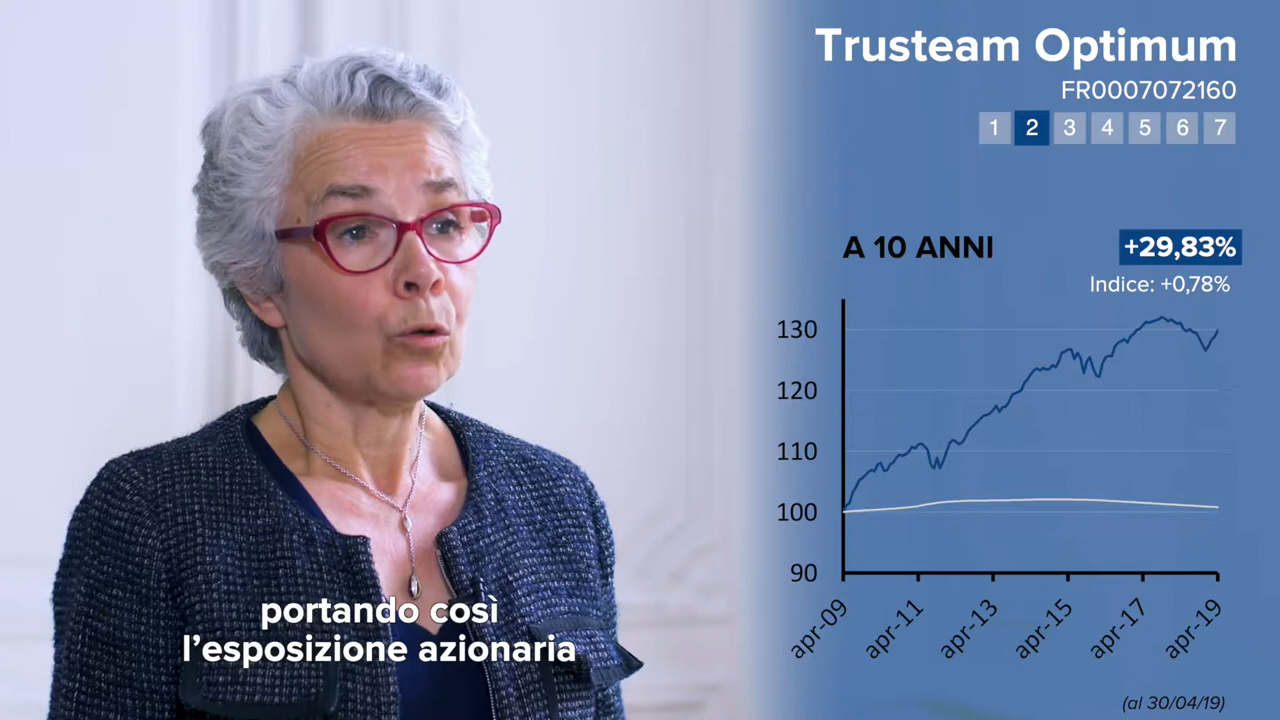 Trusteam Optimum
FR0007072160
1 2 3 4 5 6 7
A 10 ANNI
+29,83%
Indice: +0,78%
130
120
110
100
90
apr-09 apr-11 apr-13 apr-15 apr-17 apr-19
(al 30/04/19)
portando così
l’esposizione azionaria